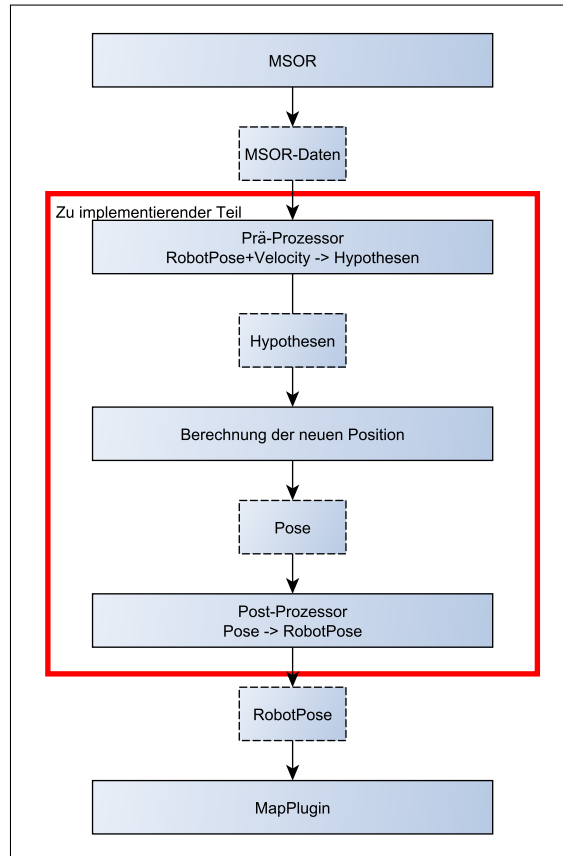 MSOR
MSOR-Daten
Zu implementierender Teil
Prä-Prozessor
RobotPose+Velocity -> Hypothesen
Hypothesen
Berechnung der neuen Position
Pose
Post-Prozessor
Pose -> RobotPose
RobotPose
MapPlugin